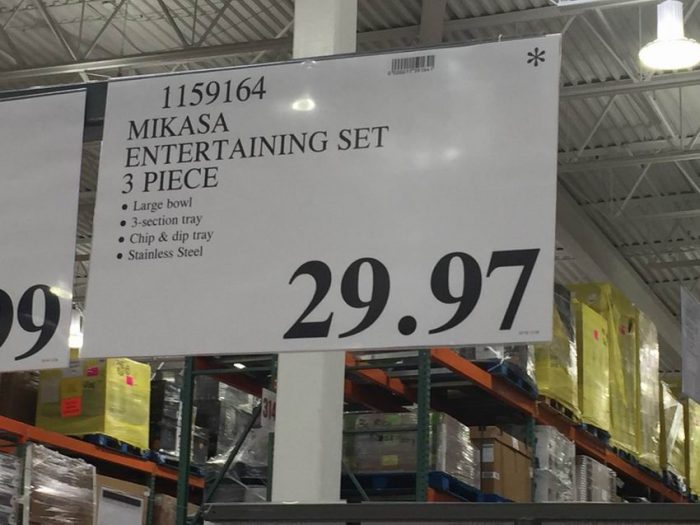 1159164
*
MIKASA
ENTERTAINING SET
3 PIECE
• Large bowl
• 3-section tray
• Chip & dip tray
• Stainless Steel
29.97
99
314